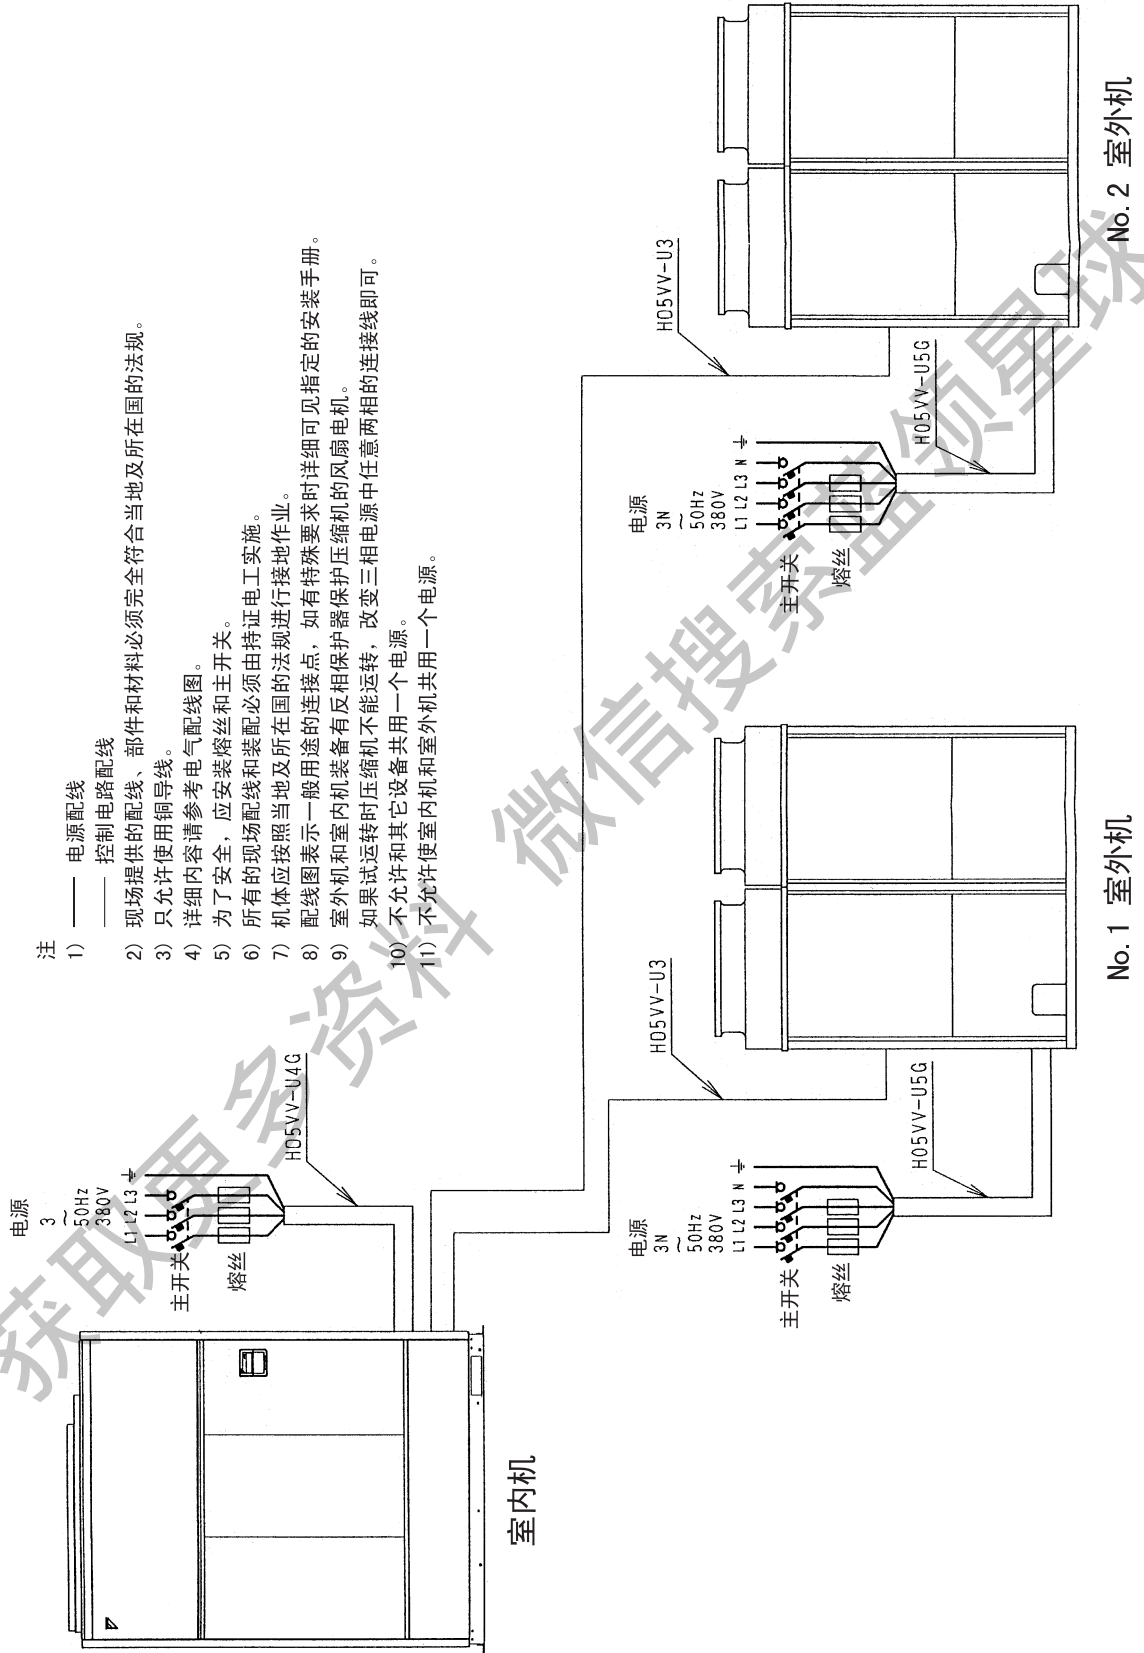 注
1) —— 电源配线
—— 控制电路配线
2) 现场提供的配线、部件和材料必须完全符合当地及所在国的法规。
3) 只允许使用铜导线。
4) 详细内容请参考电气配线图。
5) 为了安全，应安装熔丝和主开关。
6) 所有的现场配线和装配必须由持证电工实施。
7) 机体应按照当地及所在国的法规进行接地作业。
8) 配线图表示一般用途的连接点，如有特殊要求时详细可见指定的安装手册。
9) 室外机和室内机装备有反相保护器保护压缩机的风扇电机。
如果试运转时压缩机不能运转，改变三相电源中任意两相的连接线即可。
10) 不允许和其它设备共用一个电源。
11) 不允许使室内机和室外机共用一个电源。
电源
3
~
50Hz
380V
L1 L2 L3
主开关
熔丝
H05VV-U4G
室内机
电源
3N
~
50Hz
380V
L1 L2 L3 N
主开关
熔丝
H05VV-U3
H05VV-U5G
No. 1 室外机
电源
3N
~
50Hz
380V
L1 L2 L3 N
主开关
熔丝
H05VV-U3
H05VV-U5G
No. 2 室外机
获取更多资料 微信搜索蓝领星球